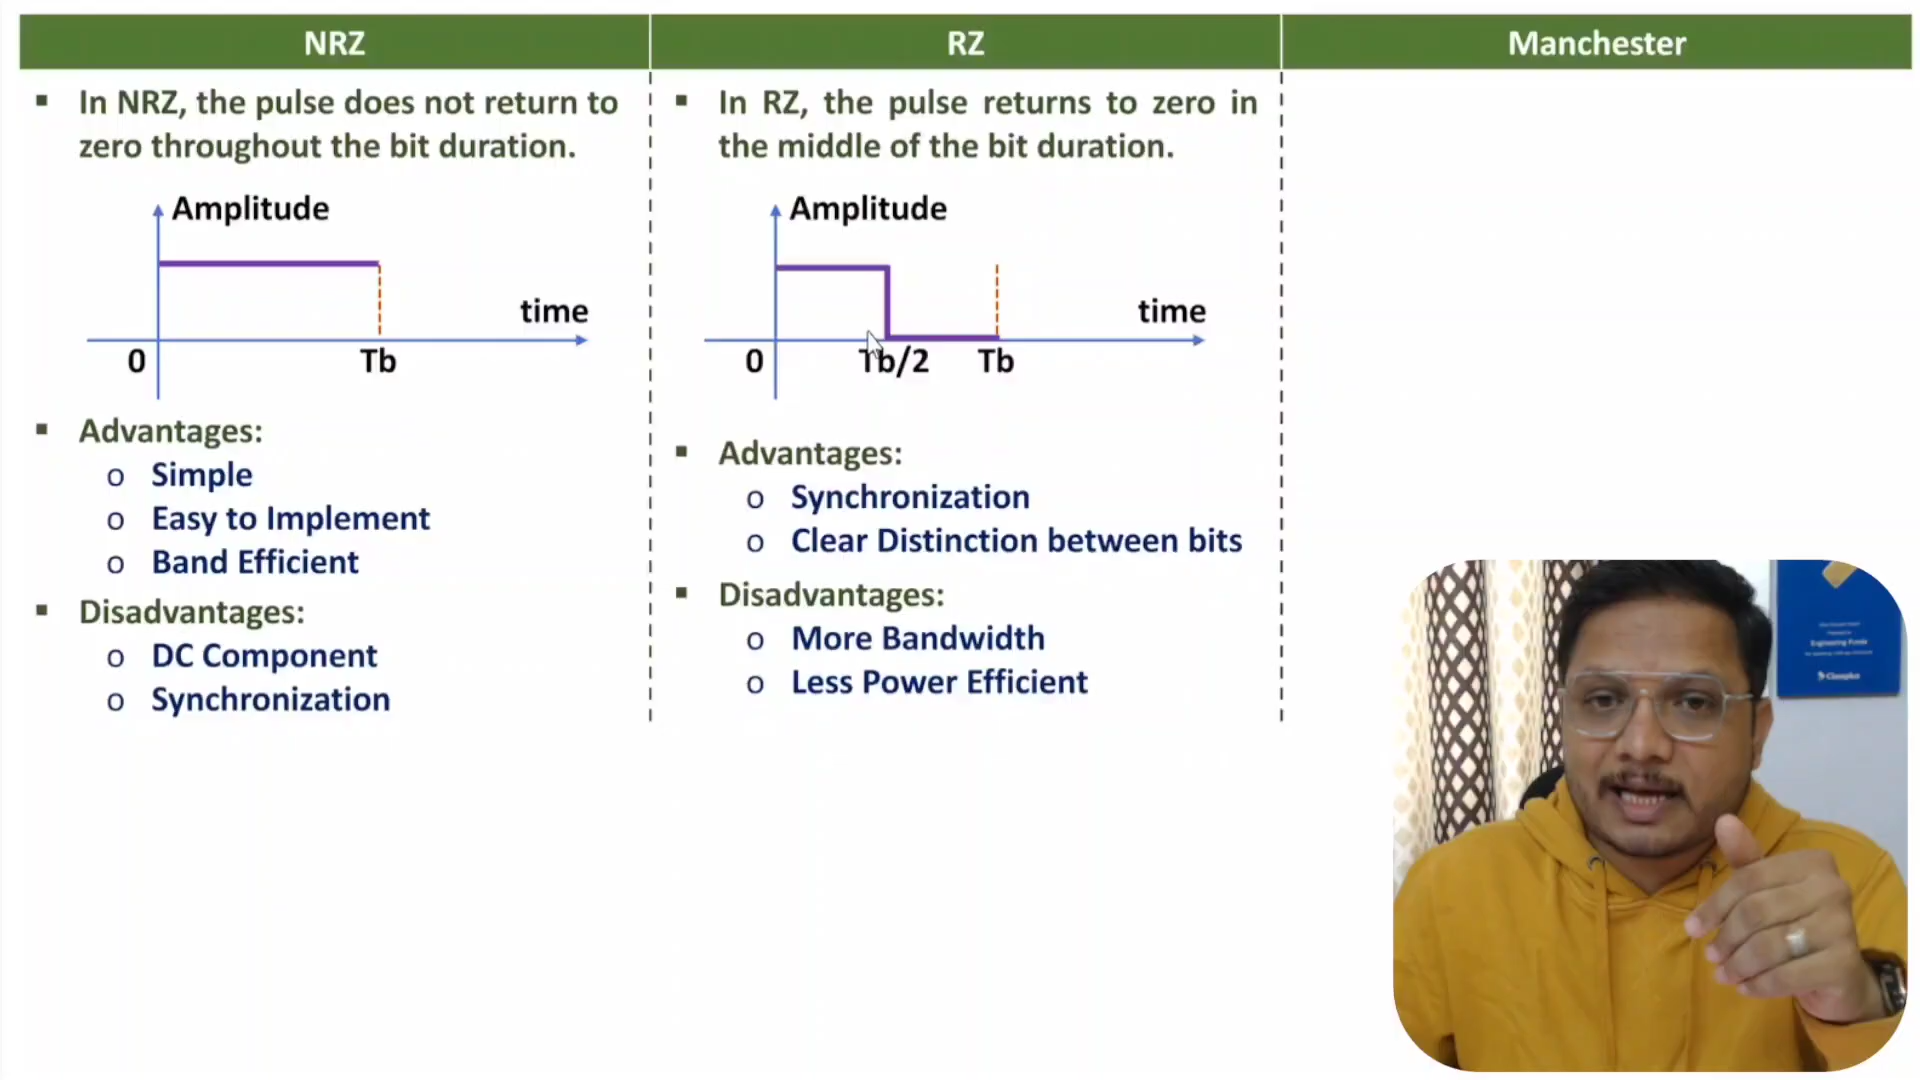 NRZ
RZ
Manchester
▪ In NRZ, the pulse does not return to
zero throughout the bit duration.
Amplitude
time
0
Tb
▪ Advantages:
o Simple
o Easy to Implement
o Band Efficient
▪ Disadvantages:
o DC Component
o Synchronization
▪ In RZ, the pulse returns to zero in
the middle of the bit duration.
Amplitude
time
0
Tb/2
Tb
▪ Advantages:
o Synchronization
o Clear Distinction between bits
▪ Disadvantages:
o More Bandwidth
o Less Power Efficient
Engineering Funda